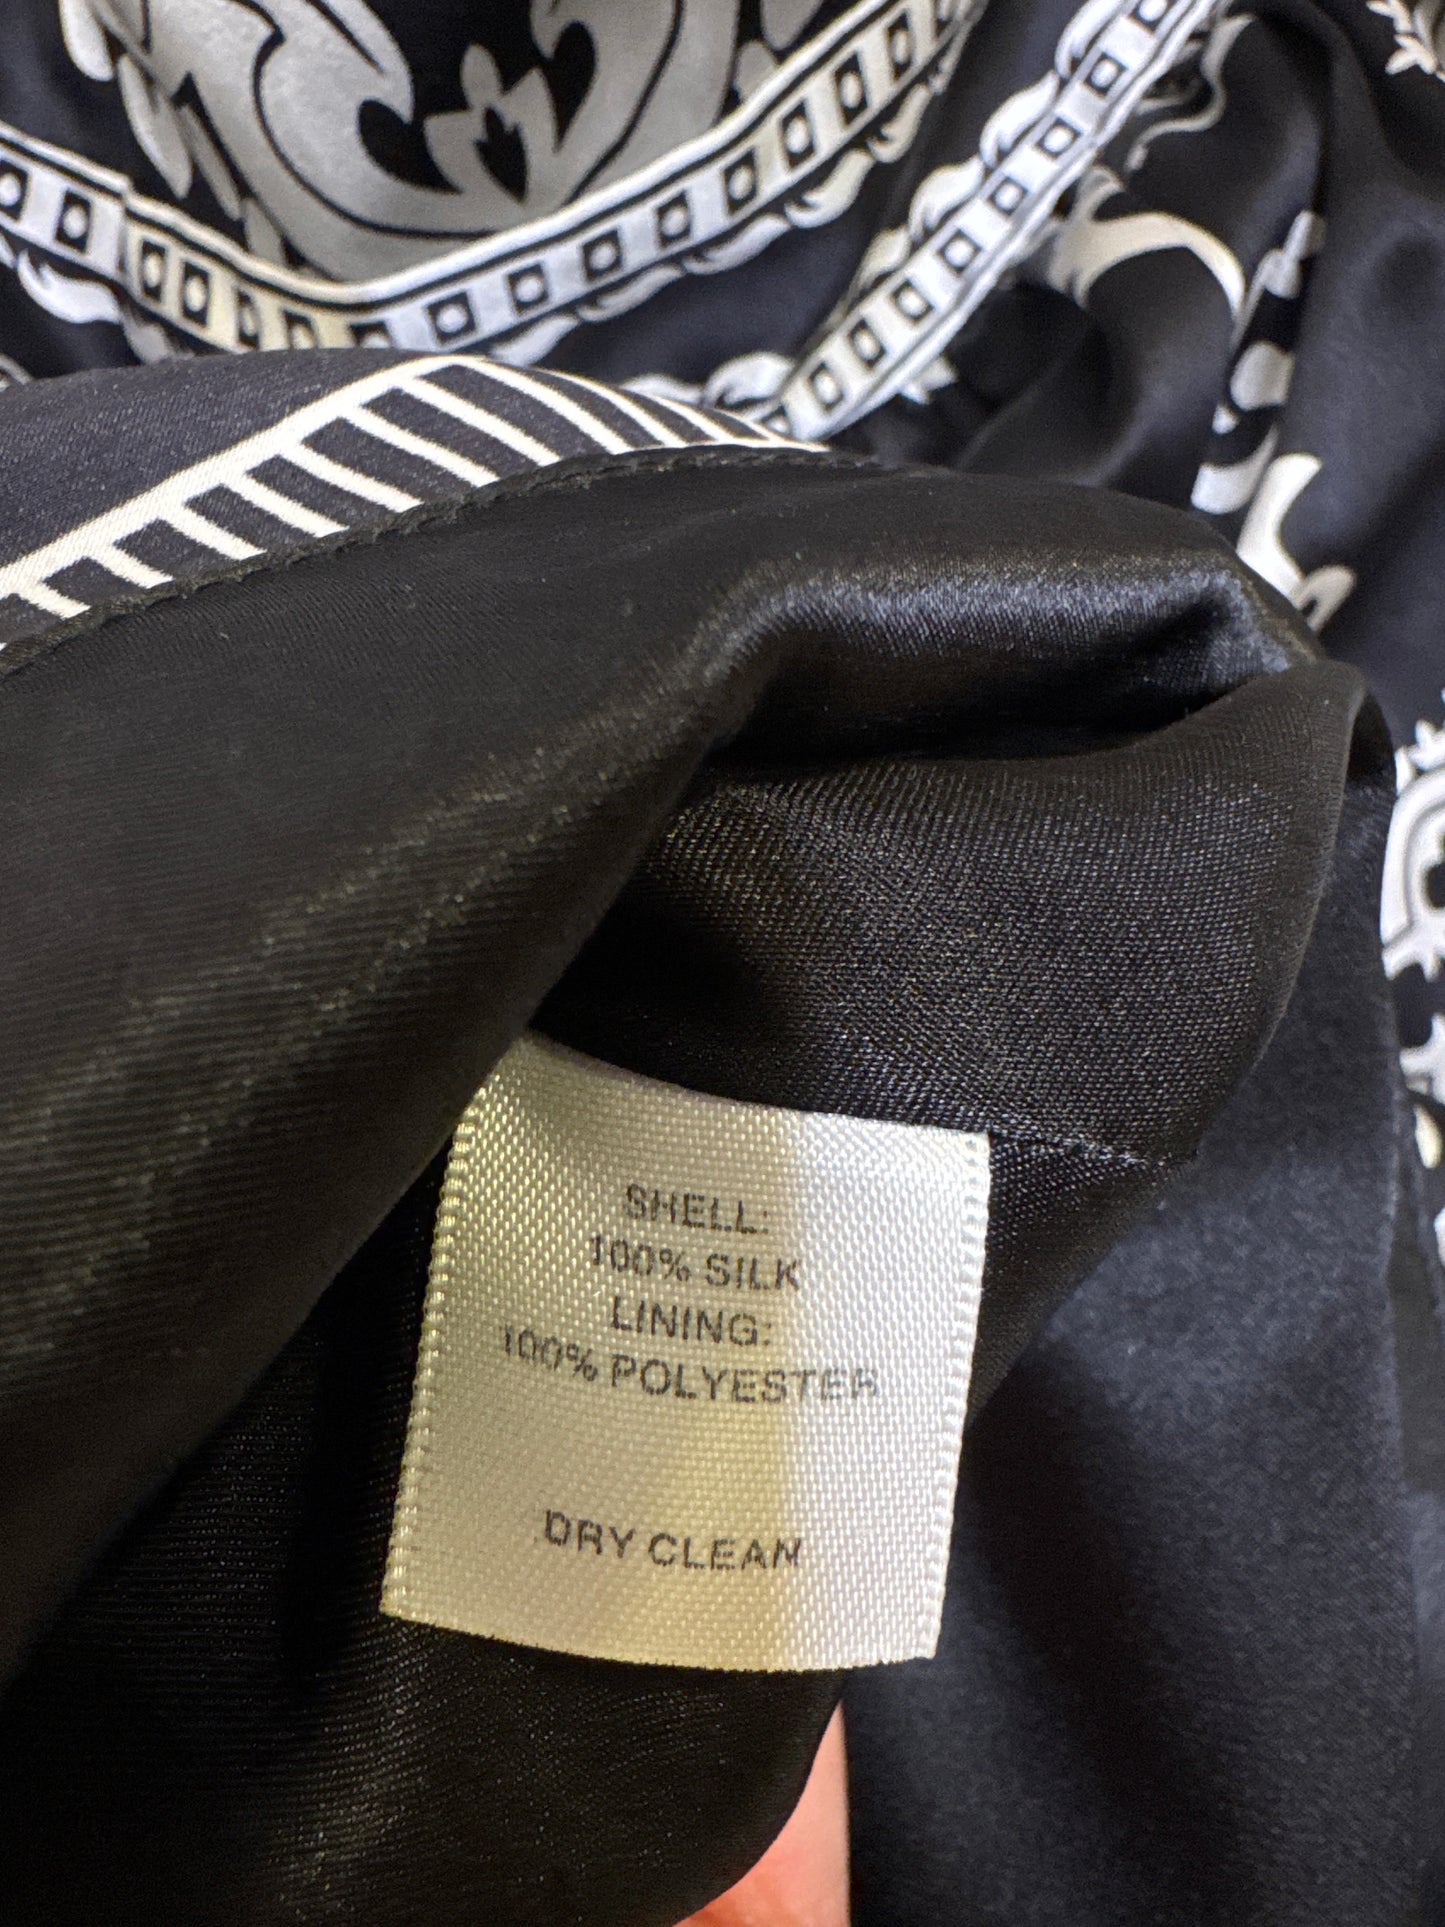 SHELL:
100% SILK
LINING:
100% POLYESTER
DRY CLEAN